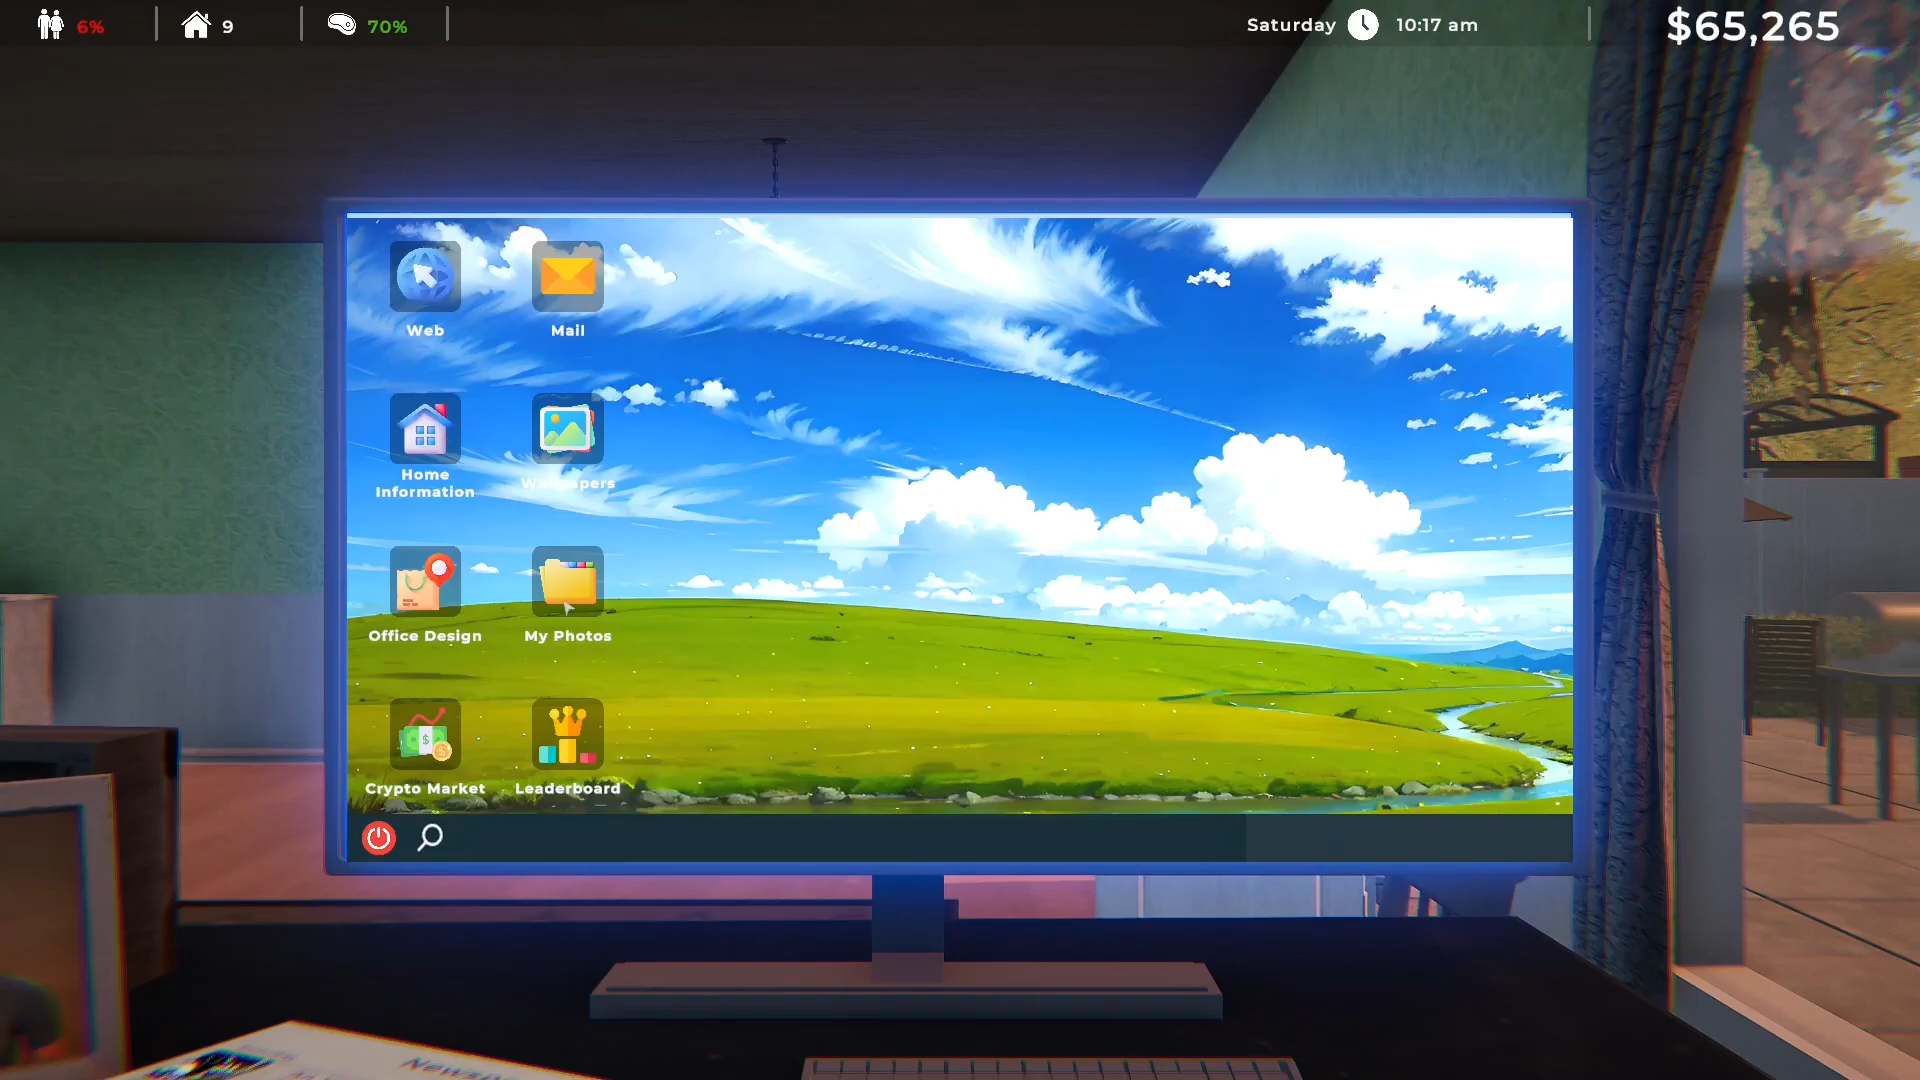 6%
9
70%
Saturday
10:17 am
$65,265
Web
Mail
Home
Information
Wallpapers
Office Design
My Photos
Crypto Market
Leaderboard